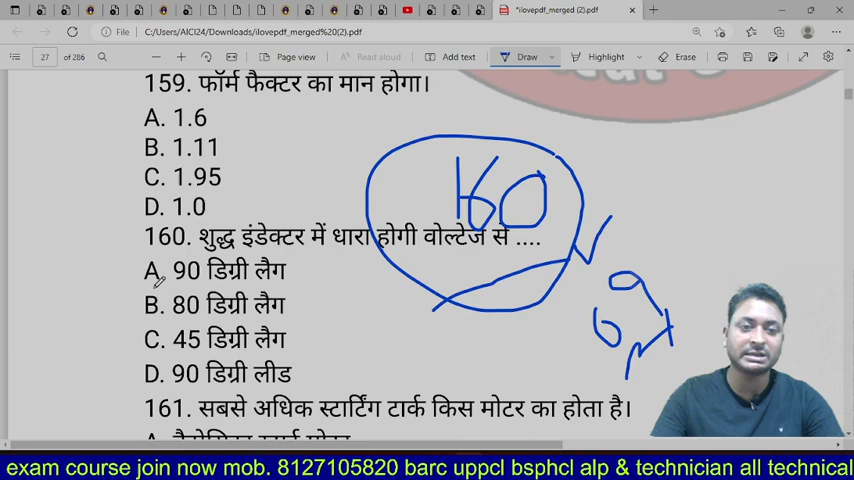 *ilovepdf_merged (2).pdf
File
C:/Users/AICI24/Downloads/ilovepdf_merged%20(2).pdf
27 of 286
Page view
Read aloud
Add text
Draw
Highlight
Erase
159. फॉर्म फैक्टर का मान होगा।
A. 1.6
B. 1.11
C. 1.95
D. 1.0
160
160. शुद्ध इंडेक्टर में धारा होगी वोल्टेज से ....
A. 90 डिग्री लैग
B. 80 डिग्री लैग
C. 45 डिग्री लैग
D. 90 डिग्री लीड
161. सबसे अधिक स्टार्टिंग टार्क किस मोटर का होता है।
exam course join now mob. 8127105820 barc uppcl bsphcl alp & technician all technical